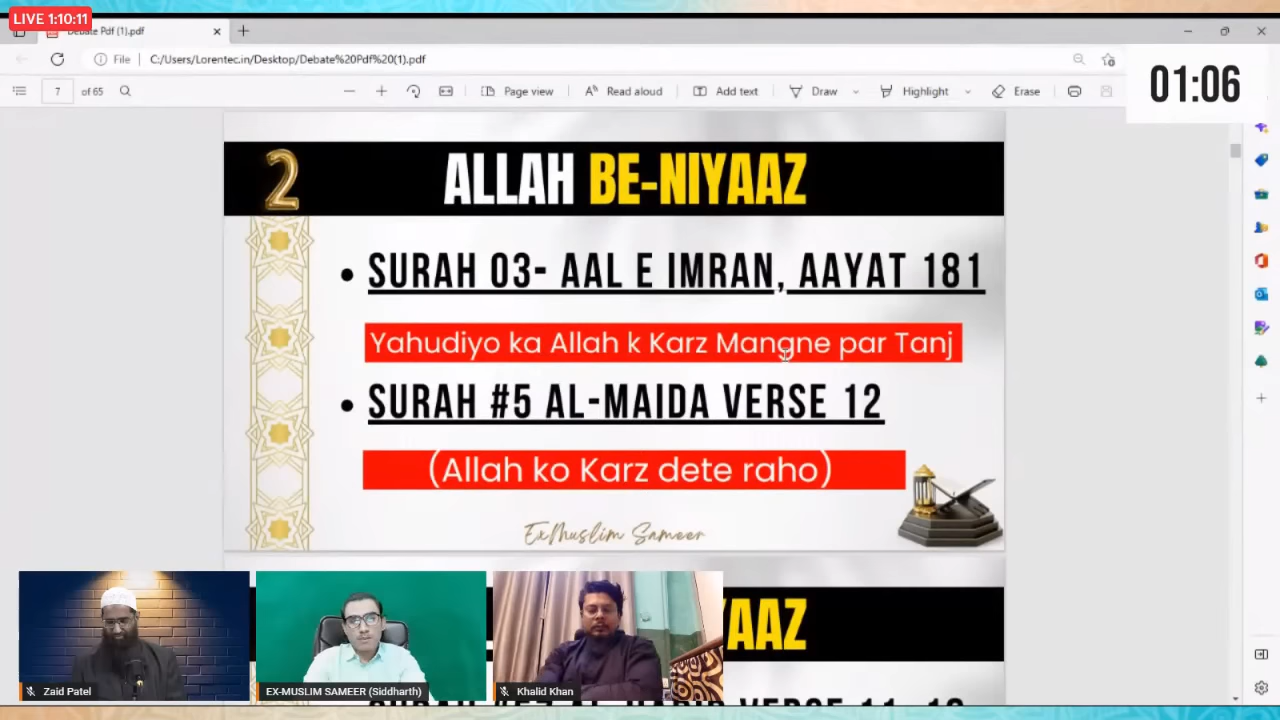 LIVE 1:10:11
Debate Pdf (1).pdf
File
C:/Users/Lorentec.in/Desktop/Debate%20Pdf%20(1).pdf
7 of 65
Page view
Read aloud
Add text
Draw
Highlight
Erase
01:06
2
ALLAH BE-NIYAAZ
• SURAH 03- AAL E IMRAN, AAYAT 181
Yahudiyo ka Allah k Karz Mangne par Tanj
• SURAH #5 AL-MAIDA VERSE 12
(Allah ko Karz dete raho)
ExMuslim Sameer
Zaid Patel
EX-MUSLIM SAMEER (Siddharth)
Khalid Khan